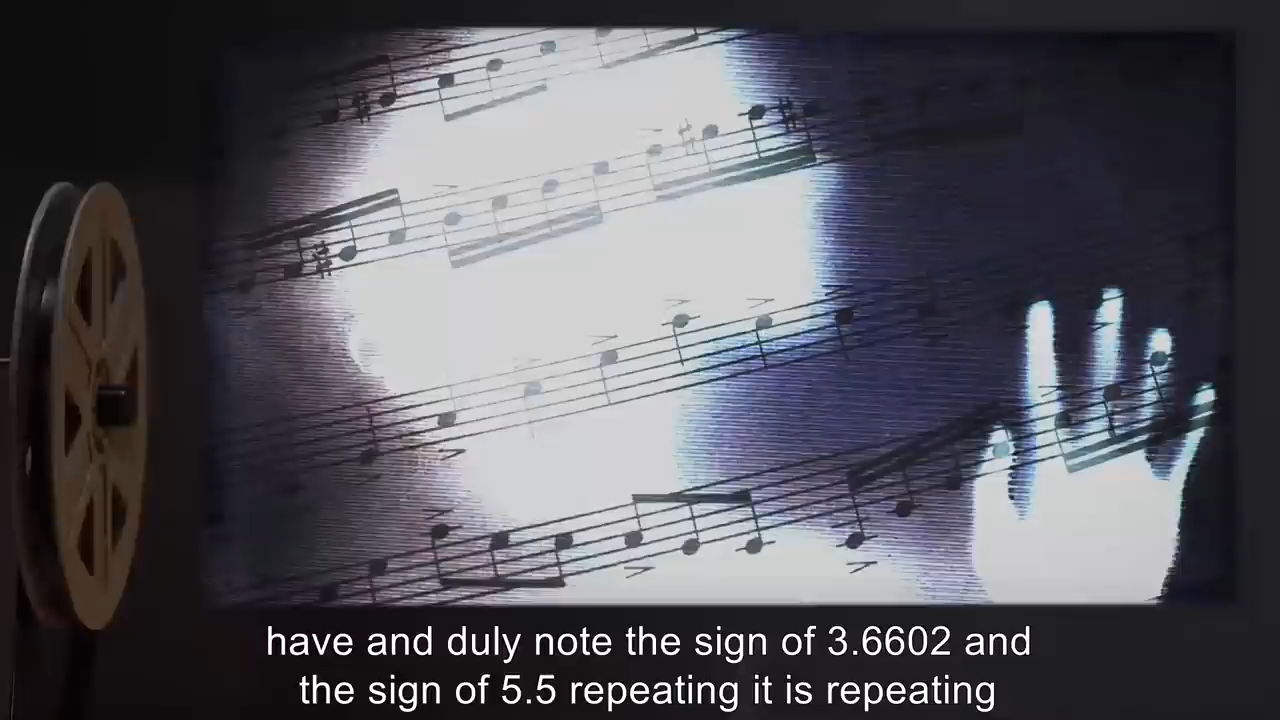 have and duly note the sign of 3.6602 and
the sign of 5.5 repeating it is repeating